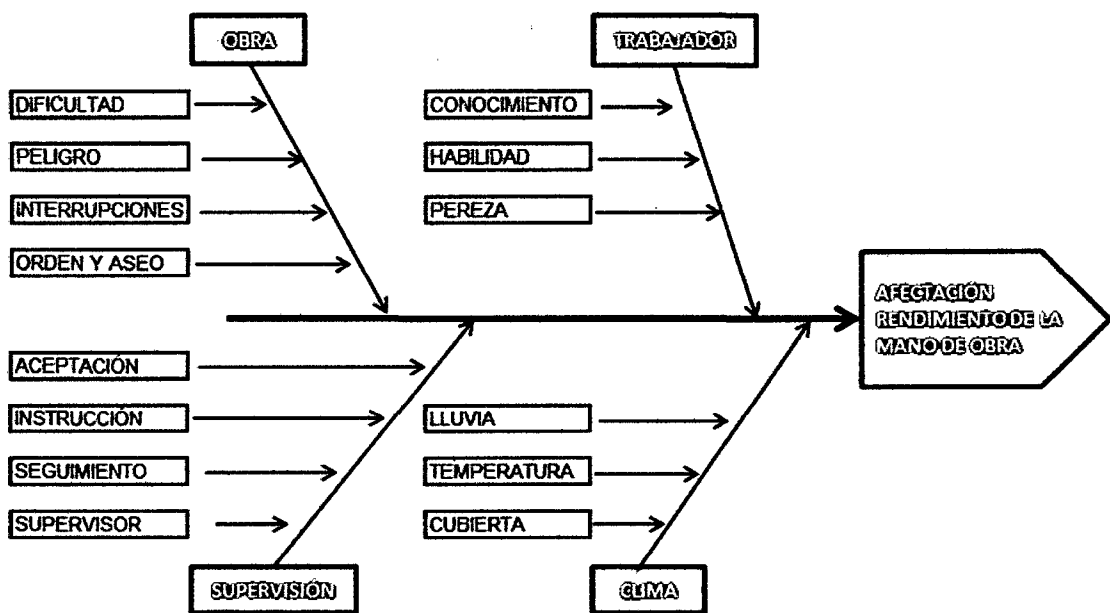 OBRA
TRABAJADOR
DIFICULTAD
PELIGRO
INTERRUPCIONES
ORDEN Y ASEO
CONOCIMIENTO
HABILIDAD
PEREZA
AFECTACIÓN
RENDIMIENTO DE LA
MANO DE OBRA
ACEPTACIÓN
INSTRUCCIÓN
SEGUIMIENTO
SUPERVISOR
LLUVIA
TEMPERATURA
CUBIERTA
SUPERVISIÓN
CLIMA